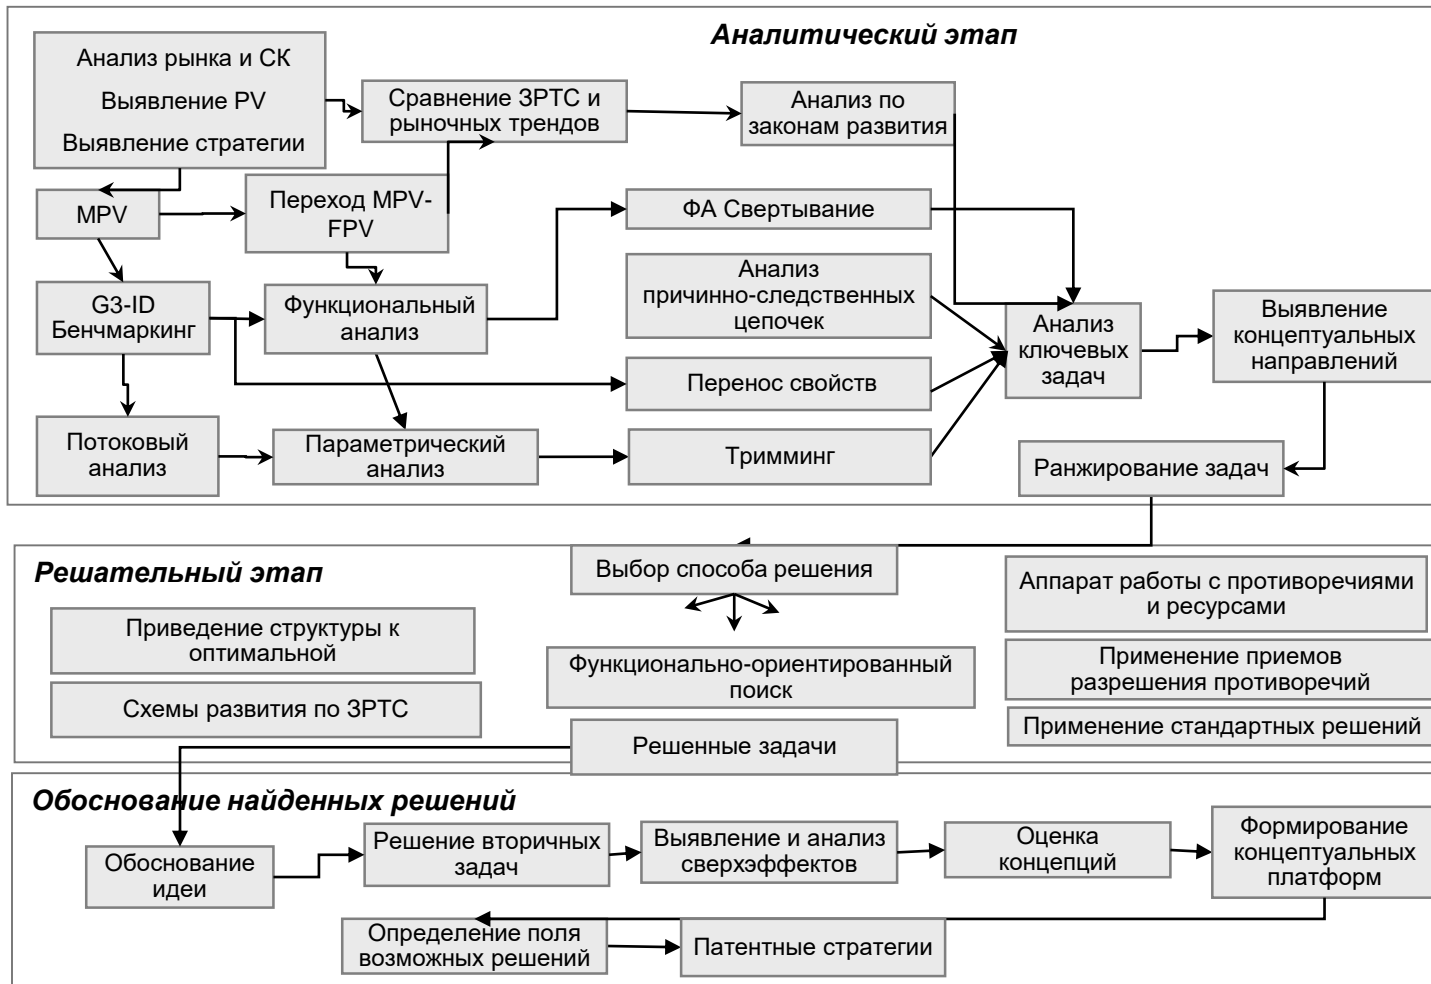 Аналитический этап
Анализ рынка и СК
Выявление PV
Выявление стратегии
Сравнение ЗРТС и
рыночных трендов
Анализ по
законам развития
MPV
Переход MPV-
FPV
ФА Свертывание
G3-ID
Бенчмаркинг
Функциональный
анализ
Анализ
причинно-следственных
цепочек
Анализ
ключевых
задач
Выявление
концептуальных
направлений
Перенос свойств
Потоковый
анализ
Параметрический
анализ
Тримминг
Ранжирование задач
Решательный этап
Выбор способа решения
Аппарат работы с противоречиями
и ресурсами
Приведение структуры к
оптимальной
Функционально-ориентированный
поиск
Применение приемов
разрешения противоречий
Схемы развития по ЗРТС
Применение стандартных решений
Решенные задачи
Обоснование найденных решений
Обоснование
идеи
Решение вторичных
задач
Выявление и анализ
сверхэффектов
Оценка
концепций
Формирование
концептуальных
платформ
Определение поля
возможных решений
Патентные стратегии